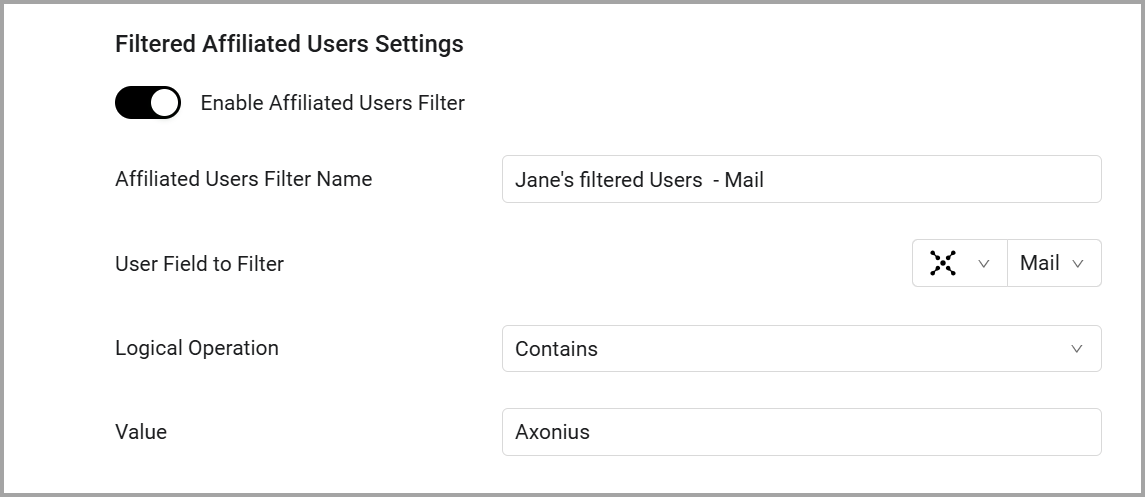 Filtered Affiliated Users Settings
Enable Affiliated Users Filter
Affiliated Users Filter Name Jane's filtered Users  - Mail
User Field to Filter Mail
Logical Operation Contains
Value Axonius